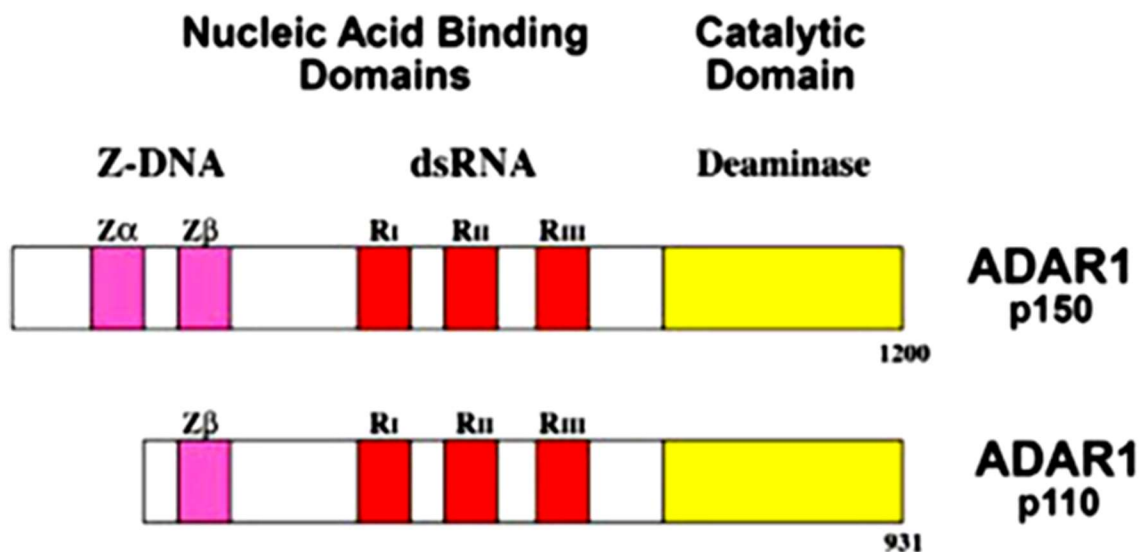 Nucleic Acid Binding
Domains
Catalytic
Domain
Z-DNA
dsRNA
Deaminase
Zα Zβ RI RII RIII
ADAR1
p150
1200
Zβ RI RII RIII
ADAR1
p110
931